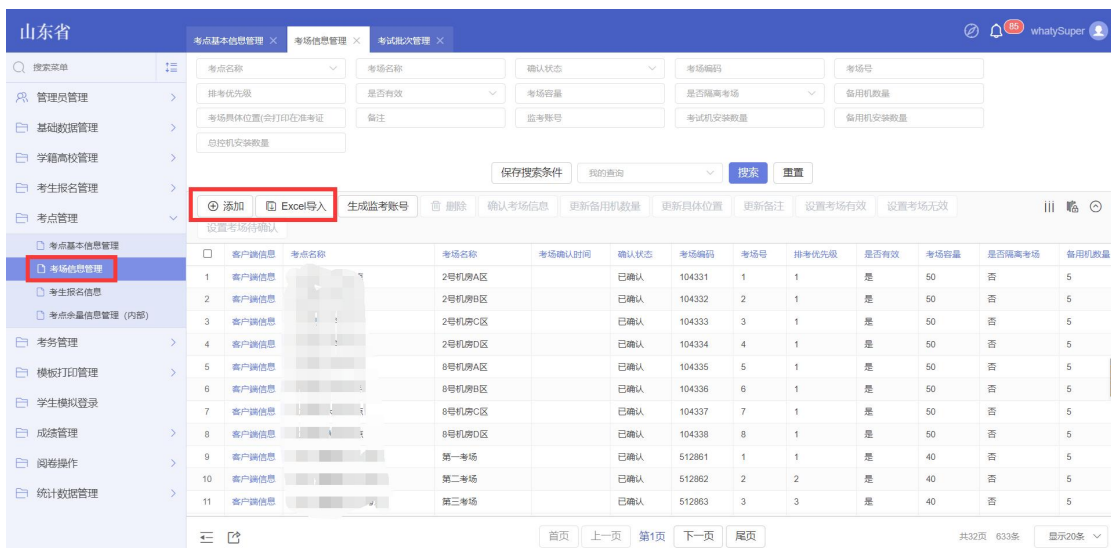 山东省
考点基本信息管理 × 考场信息管理 × 考试批次管理 ×
85 whatySuper
搜索菜单
管理员管理
基础数据管理
学籍高校管理
考生报名管理
考点管理
考点基本信息管理
考场信息管理
考生报名信息
考点余量信息管理（内部）
考务管理
模板打印管理
学生模拟登录
成绩管理
阅卷操作
统计数据管理
考点名称 考场名称 确认状态 考场编码 考场号
排考优先级 是否有效 考场容量 是否隔离考场 备用机数量
考场具体位置(会打印在准考证 备注 监考账号 考试机安装数量 备用机安装数量
总控机安装数量
保存搜索条件 我的查询 搜索 重置
添加 Excel导入 生成监考账号 删除 确认考场信息 更新备用机数量 更新具体位置 更新备注 设置考场有效 设置考场无效
设置考场待确认
客户端信息 考点名称 考场名称 考场确认时间 确认状态 考场编码 考场号 排考优先级 是否有效 考场容量 是否隔离考场 备用机数量
1 客户端信息 2号机房A区 已确认 104331 1 1 是 50 否 5
2 客户端信息 2号机房B区 已确认 104332 2 1 是 50 否 5
3 客户端信息 2号机房C区 已确认 104333 3 1 是 50 否 5
4 客户端信息 2号机房D区 已确认 104334 4 1 是 50 否 5
5 客户端信息 8号机房A区 已确认 104335 5 1 是 50 否 5
6 客户端信息 8号机房B区 已确认 104336 6 1 是 50 否 5
7 客户端信息 8号机房C区 已确认 104337 7 1 是 50 否 5
8 客户端信息 8号机房D区 已确认 104338 8 1 是 50 否 5
9 客户端信息 第一考场 已确认 512861 1 1 是 40 否 5
10 客户端信息 第二考场 已确认 512862 2 2 是 40 否 5
11 客户端信息 第三考场 已确认 512863 3 3 是 40 否 5
首页 上一页 第1页 下一页 尾页 共32页 633条 显示20条